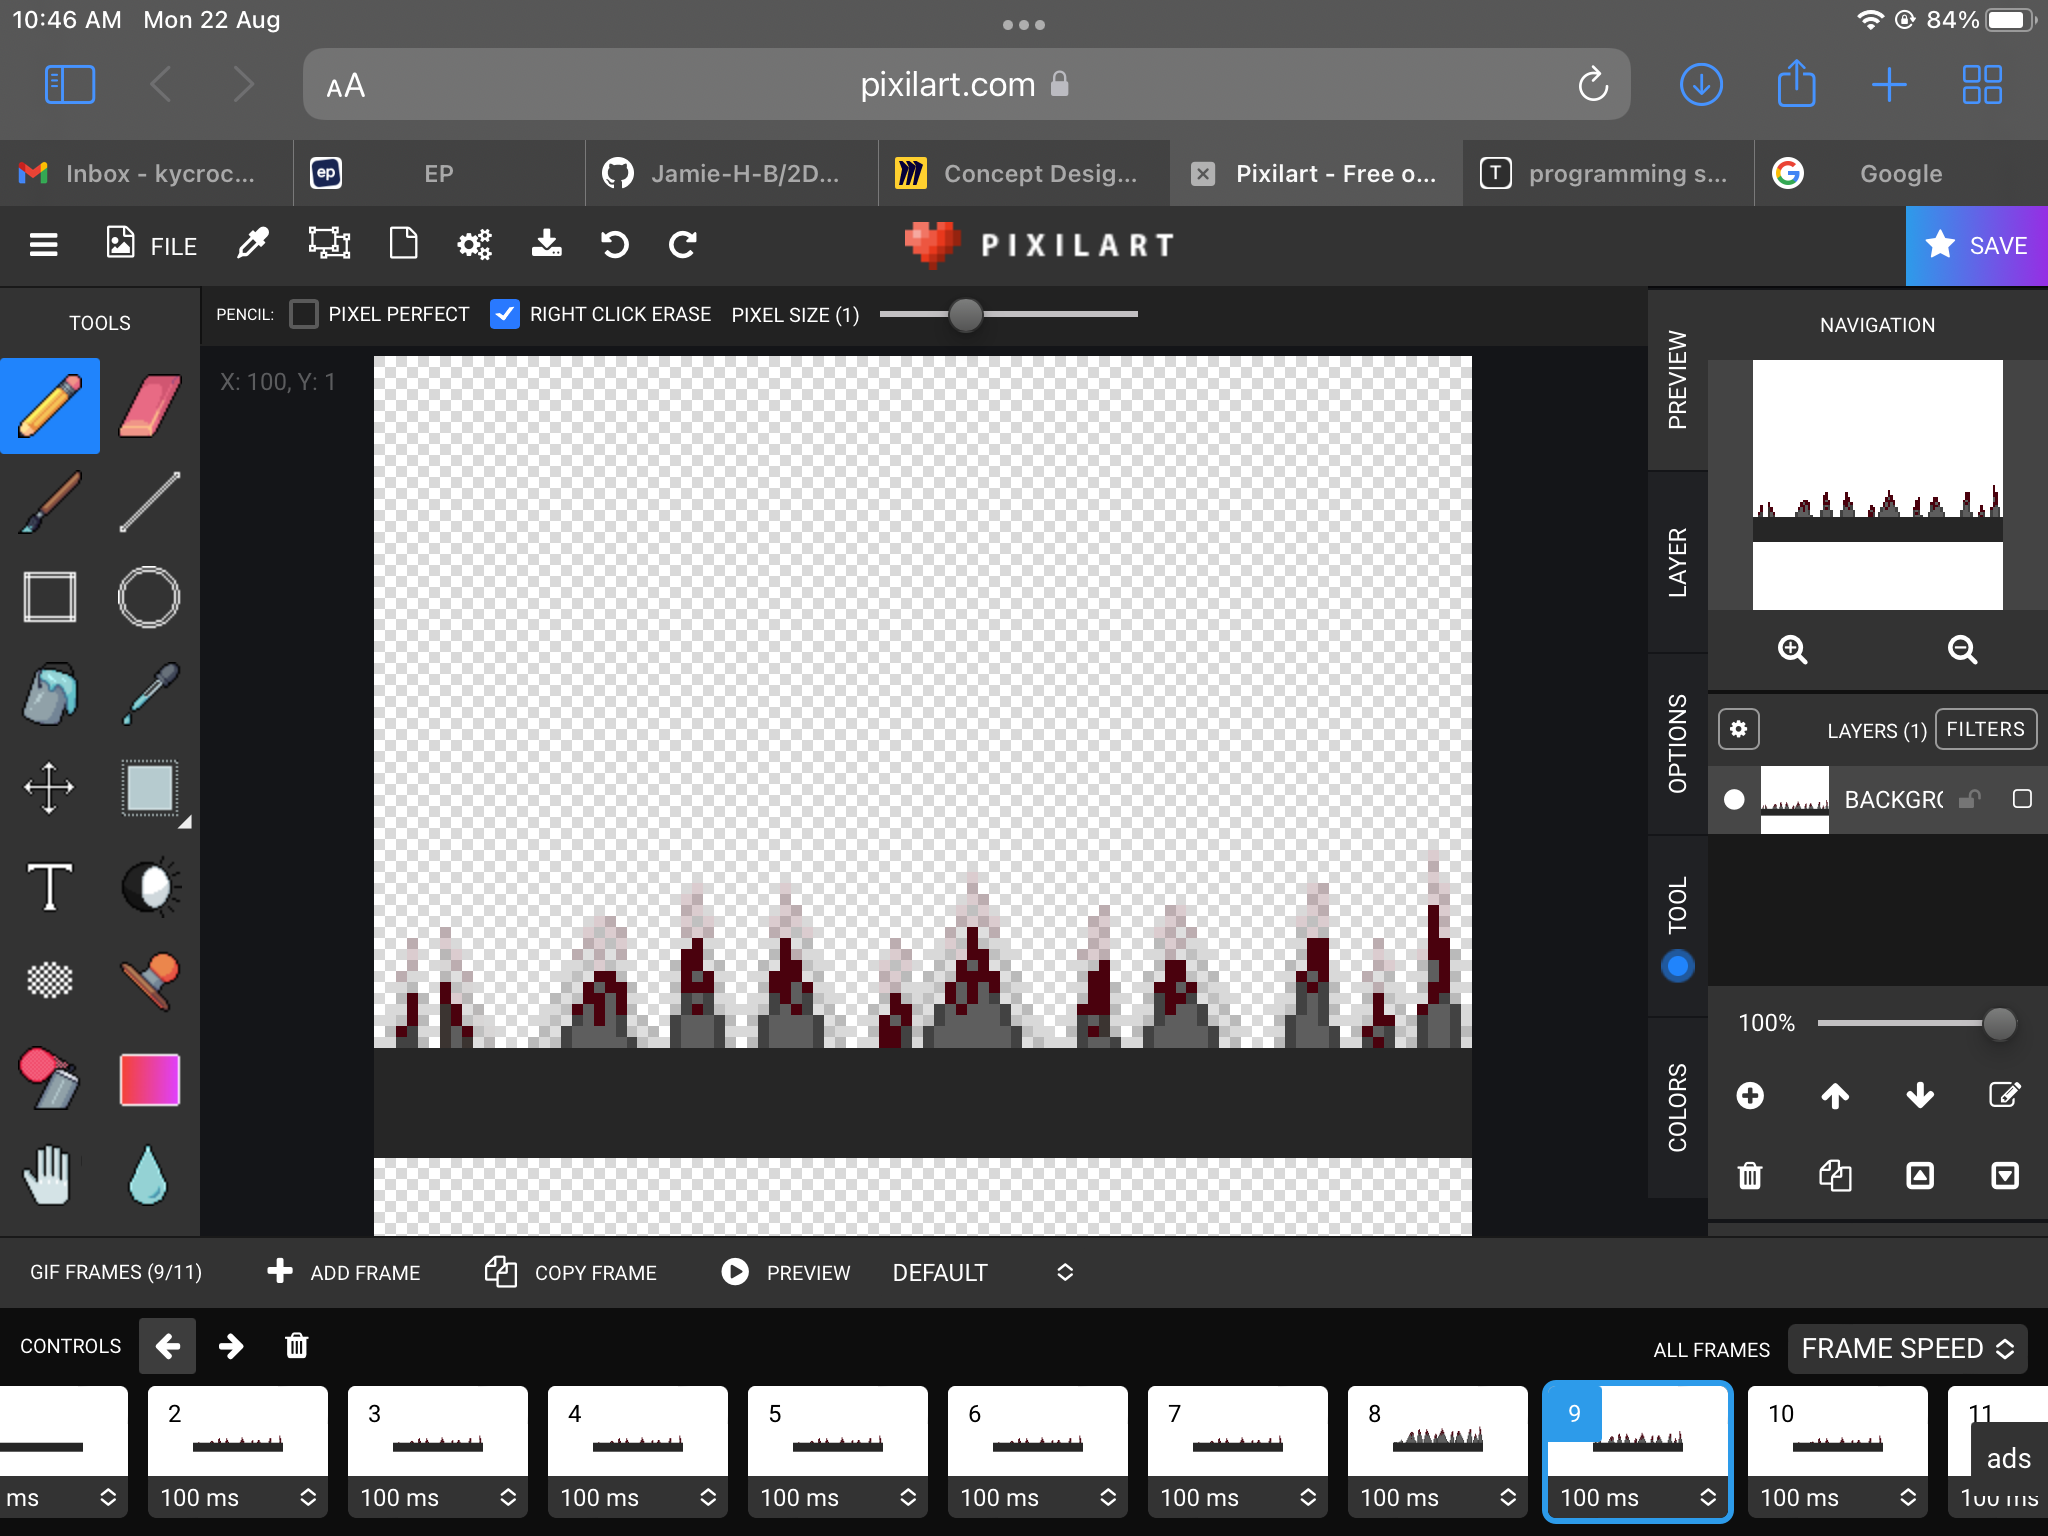 10:46 AM Mon 22 Aug
84%
AA
pixilart.com
Inbox - kycroc...
ep EP
Jamie-H-B/2D...
Concept Desig...
Pixilart - Free o...
T programming s...
Google
FILE
PIXILART
SAVE
TOOLS
PENCIL: PIXEL PERFECT RIGHT CLICK ERASE PIXEL SIZE (1)
X: 100, Y: 1
PREVIEW
LAYER
OPTIONS
TOOL
COLORS
NAVIGATION
LAYERS (1) FILTERS
BACKGR
100%
T
GIF FRAMES (9/11) ADD FRAME COPY FRAME PREVIEW DEFAULT
CONTROLS
ALL FRAMES FRAME SPEED
2 3 4 5 6 7 8 9 10 11
ads
ms 100 ms 100 ms 100 ms 100 ms 100 ms 100 ms 100 ms 100 ms 100 ms 100 ms